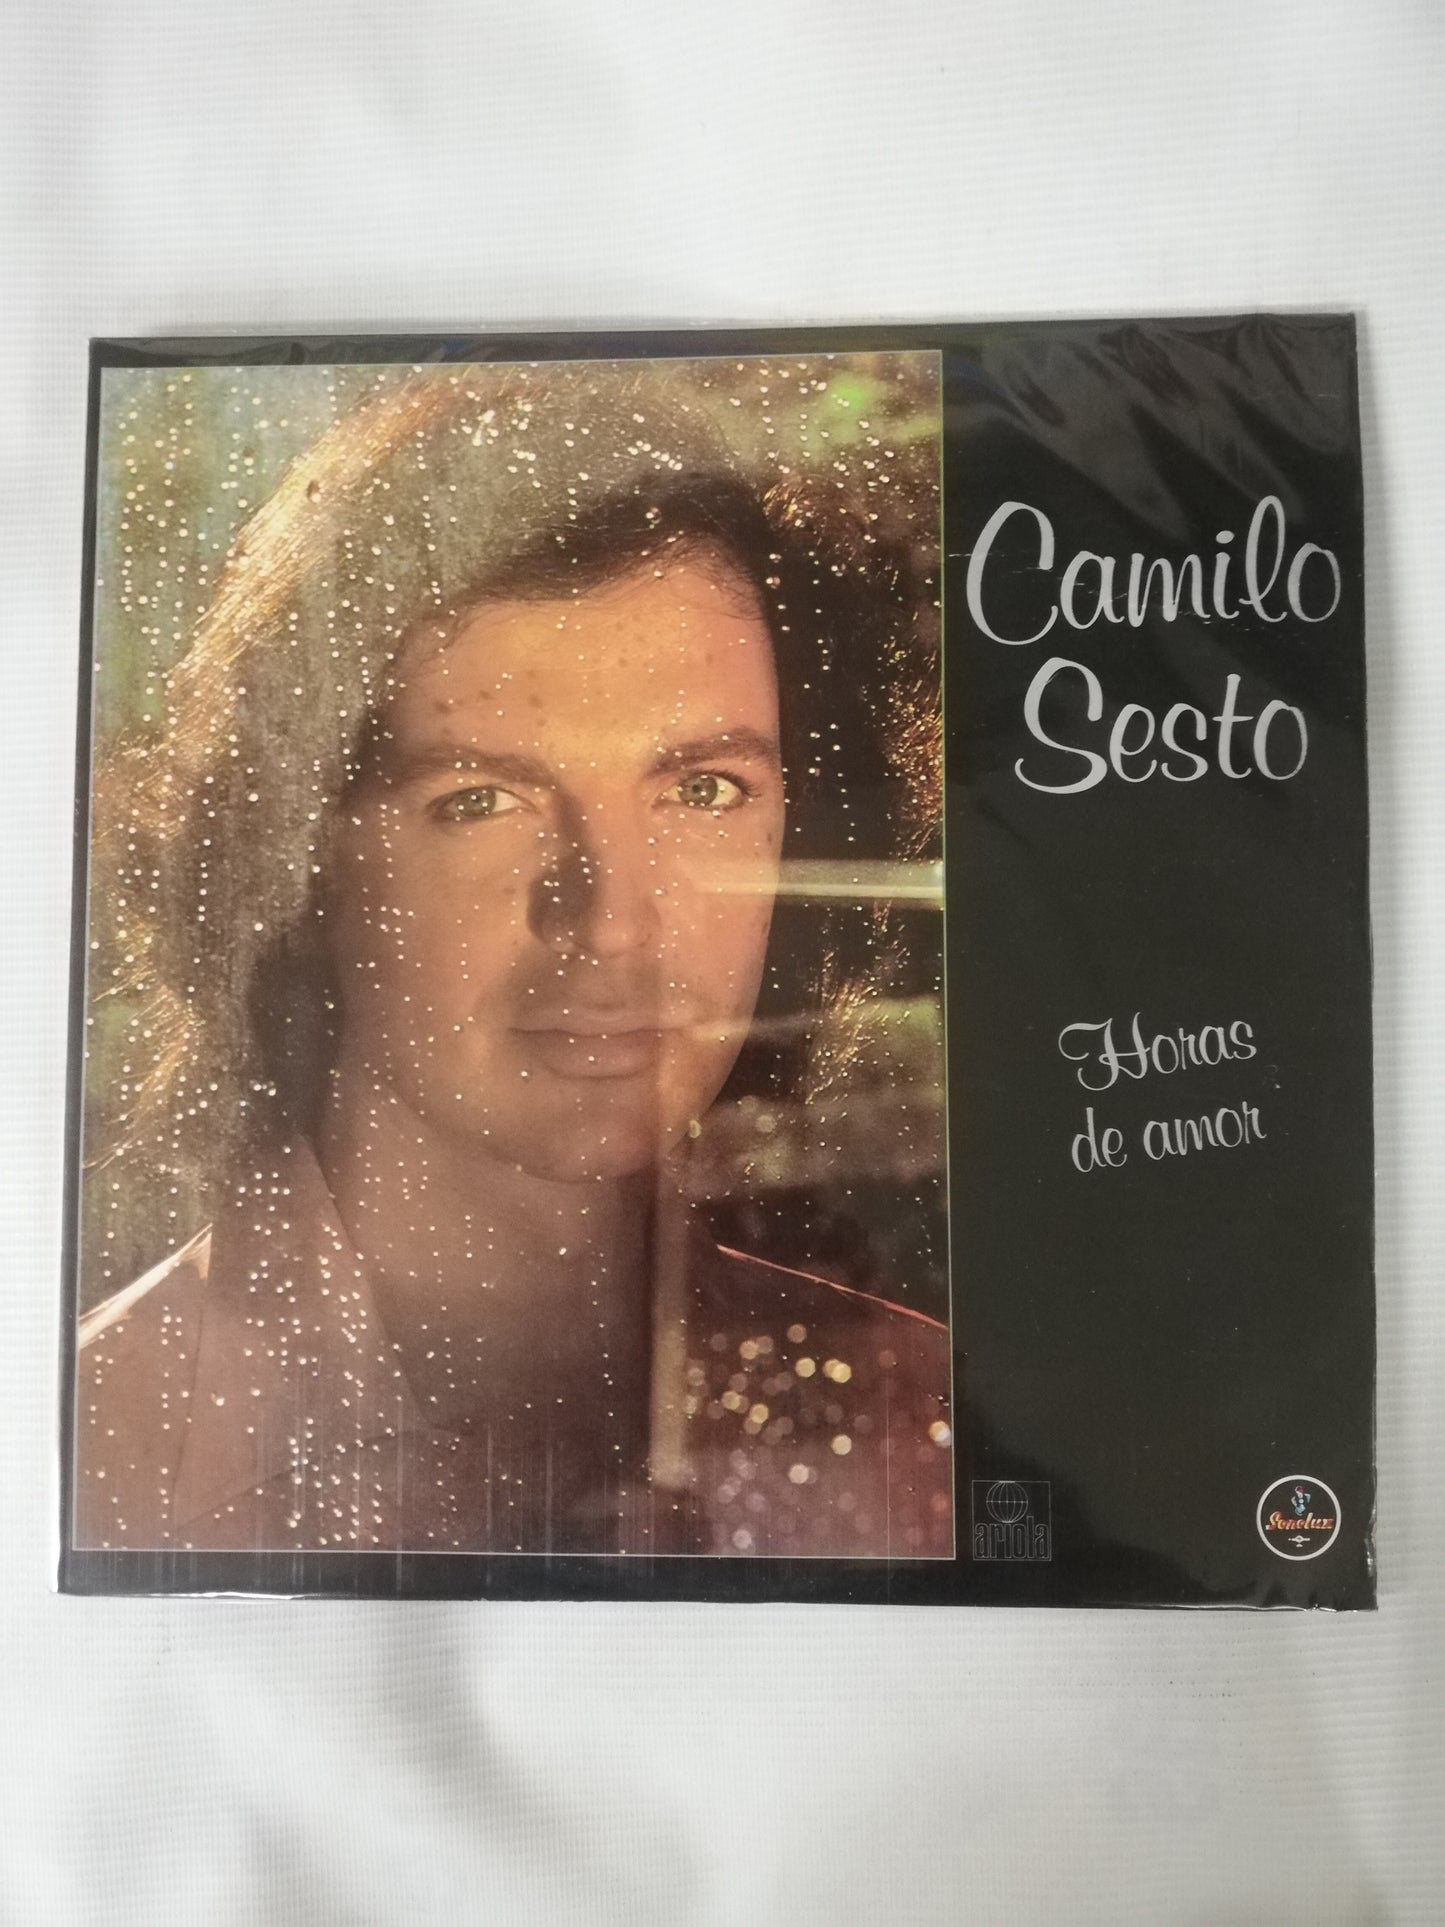 Camilo
Sesto
Horas
de amor
ariola
Sonolux